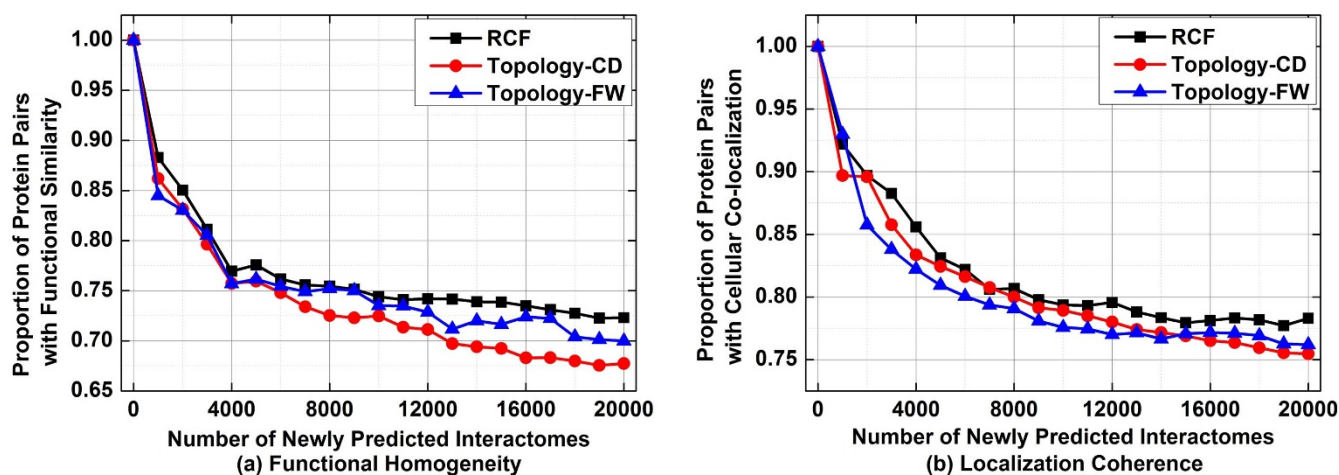 Proportion of Protein Pairs
with Functional Similarity
1.00
0.95
0.90
0.85
0.80
0.75
0.70
0.65
RCF
Topology-CD
Topology-FW
0 4000 8000 12000 16000 20000
Number of Newly Predicted Interactomes
(a) Functional Homogeneity
Proportion of Protein Pairs
with Cellular Co-localization
1.00
0.95
0.90
0.85
0.80
0.75
RCF
Topology-CD
Topology-FW
0 4000 8000 12000 16000 20000
Number of Newly Predicted Interactomes
(b) Localization Coherence